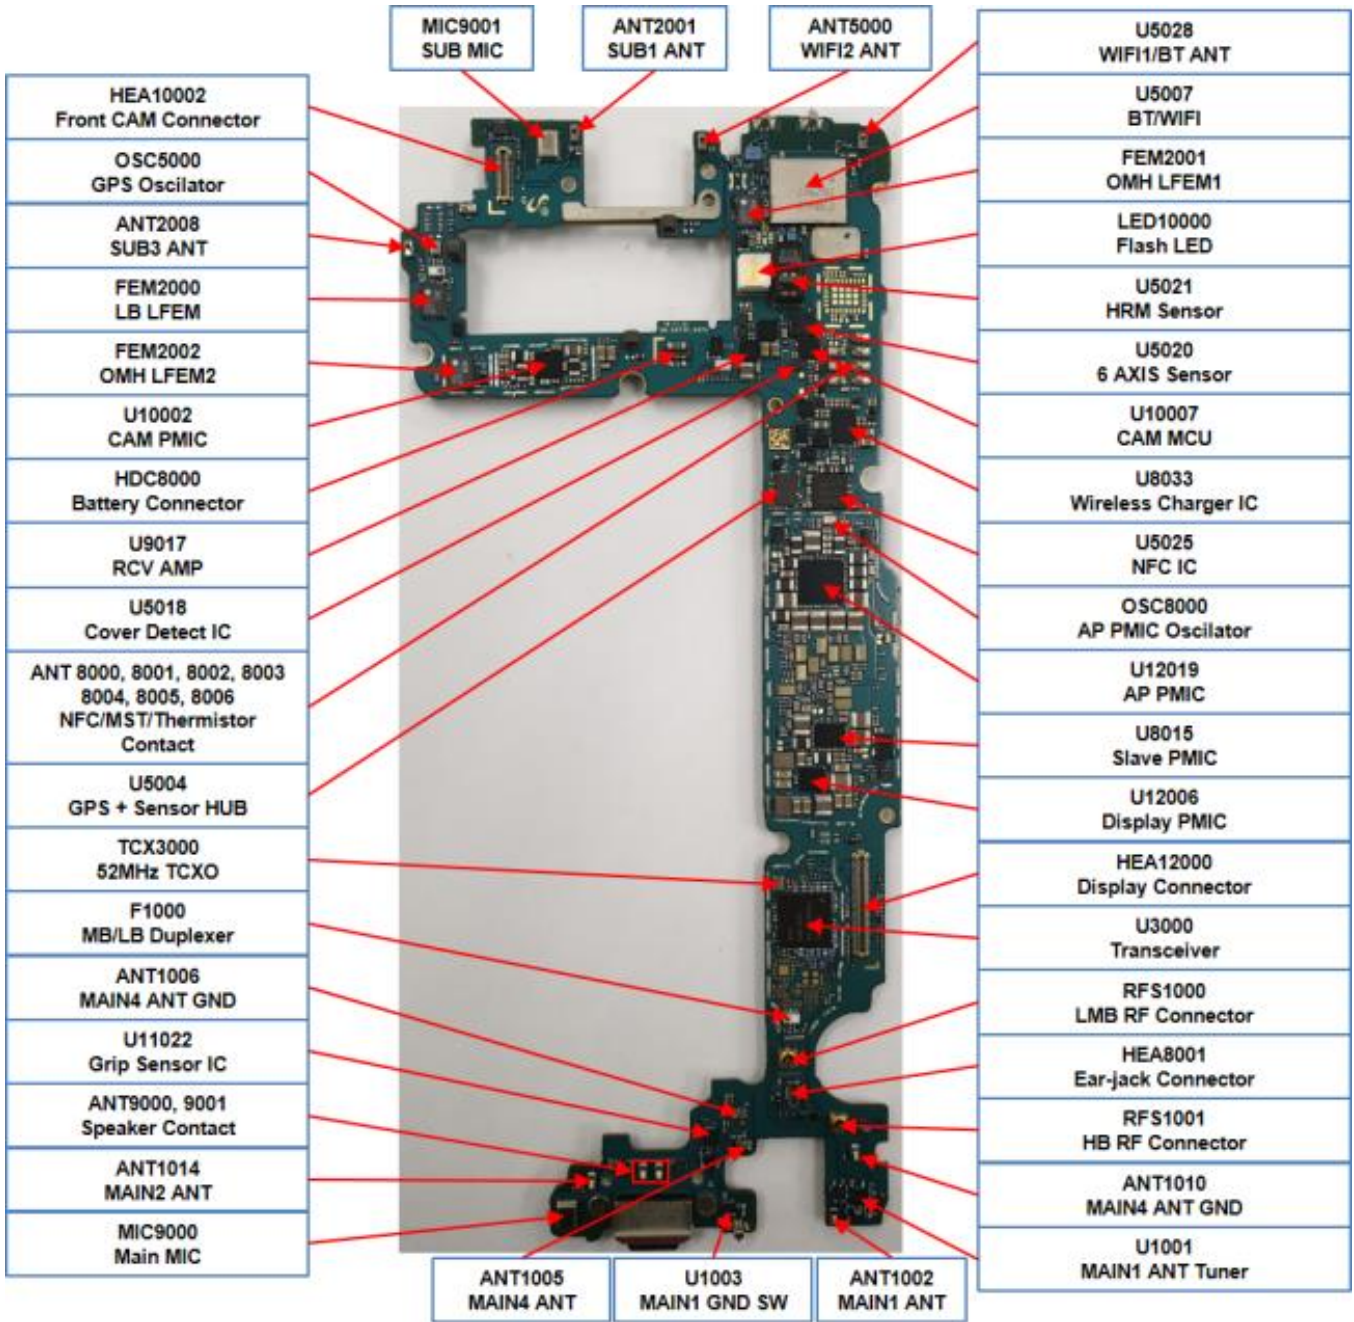 MIC9001
SUB MIC
ANT2001
SUB1 ANT
ANT5000
WIFI2 ANT
HEA10002
Front CAM Connector
OSC5000
GPS Oscilator
ANT2008
SUB3 ANT
FEM2000
LB LFEM
FEM2002
OMH LFEM2
U10002
CAM PMIC
HDC8000
Battery Connector
U9017
RCV AMP
U5018
Cover Detect IC
ANT 8000, 8001, 8002, 8003
8004, 8005, 8006
NFC/MST/Thermistor
Contact
U5004
GPS + Sensor HUB
TCX3000
52MHz TCXO
F1000
MB/LB Duplexer
ANT1006
MAIN4 ANT GND
U11022
Grip Sensor IC
ANT9000, 9001
Speaker Contact
ANT1014
MAIN2 ANT
MIC9000
Main MIC
U5028
WIFI1/BT ANT
U5007
BT/WIFI
FEM2001
OMH LFEM1
LED10000
Flash LED
U5021
HRM Sensor
U5020
6 AXIS Sensor
U10007
CAM MCU
U8033
Wireless Charger IC
U5025
NFC IC
OSC8000
AP PMIC Oscilator
U12019
AP PMIC
U8015
Slave PMIC
U12006
Display PMIC
HEA12000
Display Connector
U3000
Transceiver
RFS1000
LMB RF Connector
HEA8001
Ear-jack Connector
RFS1001
HB RF Connector
ANT1010
MAIN4 ANT GND
U1001
MAIN1 ANT Tuner
ANT1005
MAIN4 ANT
U1003
MAIN1 GND SW
ANT1002
MAIN1 ANT